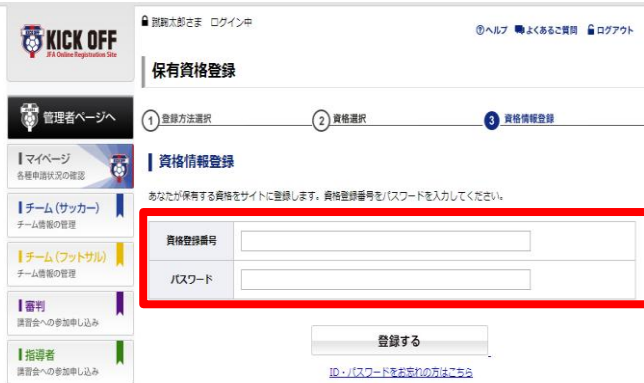 KICK OFF
JFA Online Registration Site
蹴鞠太郎さま ログイン中
?ヘルプ よくあるご質問 ログアウト
保有資格登録
管理者ページへ
1 登録方法選択 2 資格選択 3 資格情報登録
マイページ
各種申請状況の確認
資格情報登録
あなたが保有する資格をサイトに登録します。資格登録番号をパスワードを入力してください。
チーム(サッカー)
チーム情報の管理
資格登録番号
チーム(フットサル)
チーム情報の管理
パスワード
審判
講習会への参加申し込み
登録する
指導者
講習会への参加申し込み
ID・パスワードをお忘れの方はこちら